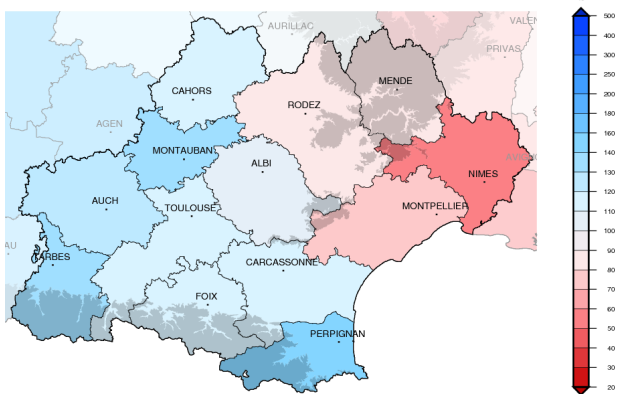 AURILLAC
VALEN
PRIVAS
MENDE
CAHORS
RODEZ
AGEN
MONTAUBAN
ALBI
NIMES
AUCH
TOULOUSE
MONTPELLIER
AU
TARBES
CARCASSONNE
FOIX
PERPIGNAN
500
400
300
250
200
180
160
140
130
120
110
100
90
80
70
60
50
40
30
20